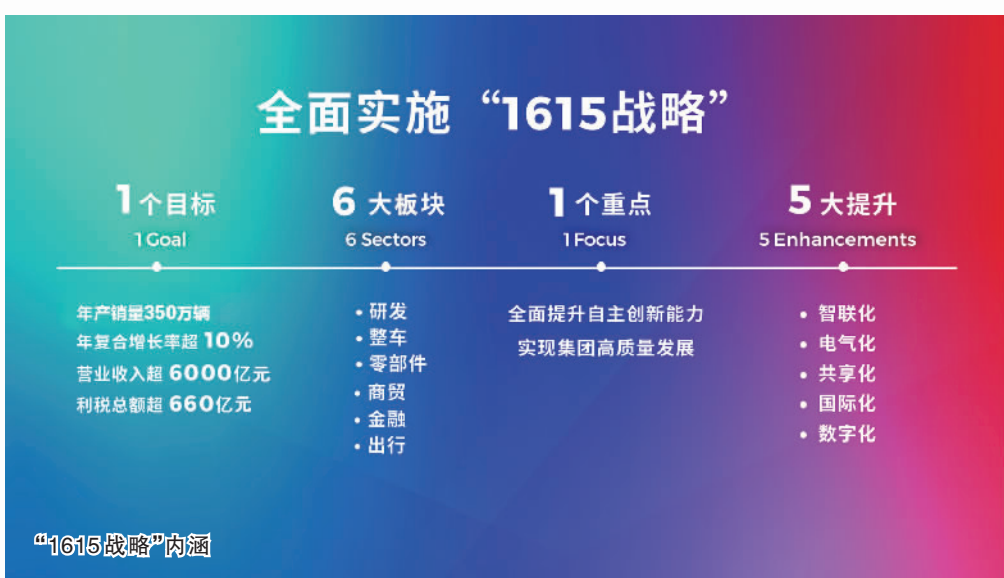 全面实施“1615战略”
1个目标
1 Goal
年产销量350万辆
年复合增长率超10%
营业收入超6000亿元
利税总额超660亿元
6大板块
6 Sectors
• 研发
• 整车
• 零部件
• 商贸
• 金融
• 出行
1个重点
1 Focus
全面提升自主创新能力
实现集团高质量发展
5大提升
5 Enhancements
• 智联化
• 电气化
• 共享化
• 国际化
• 数字化
“1615战略”内涵